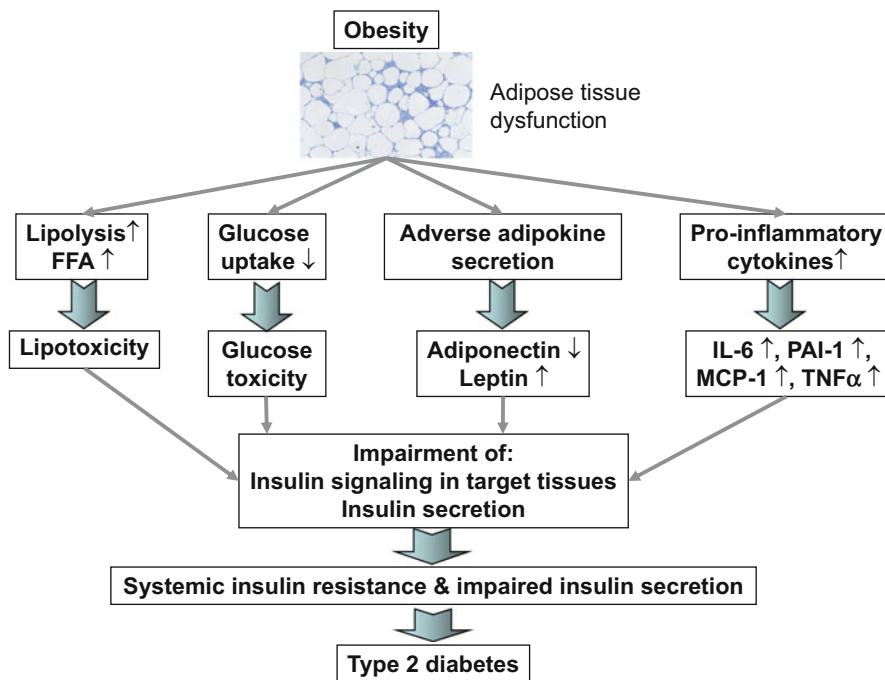 Obesity
Adipose tissue
dysfunction
Lipolysis↑
FFA ↑
Glucose
uptake ↓
Adverse adipokine
secretion
Pro-inflammatory
cytokines↑
Lipotoxicity
Glucose
toxicity
Adiponectin ↓
Leptin ↑
IL-6 ↑, PAI-1 ↑,
MCP-1 ↑, TNFα ↑
Impairment of:
Insulin signaling in target tissues
Insulin secretion
Systemic insulin resistance & impaired insulin secretion
Type 2 diabetes